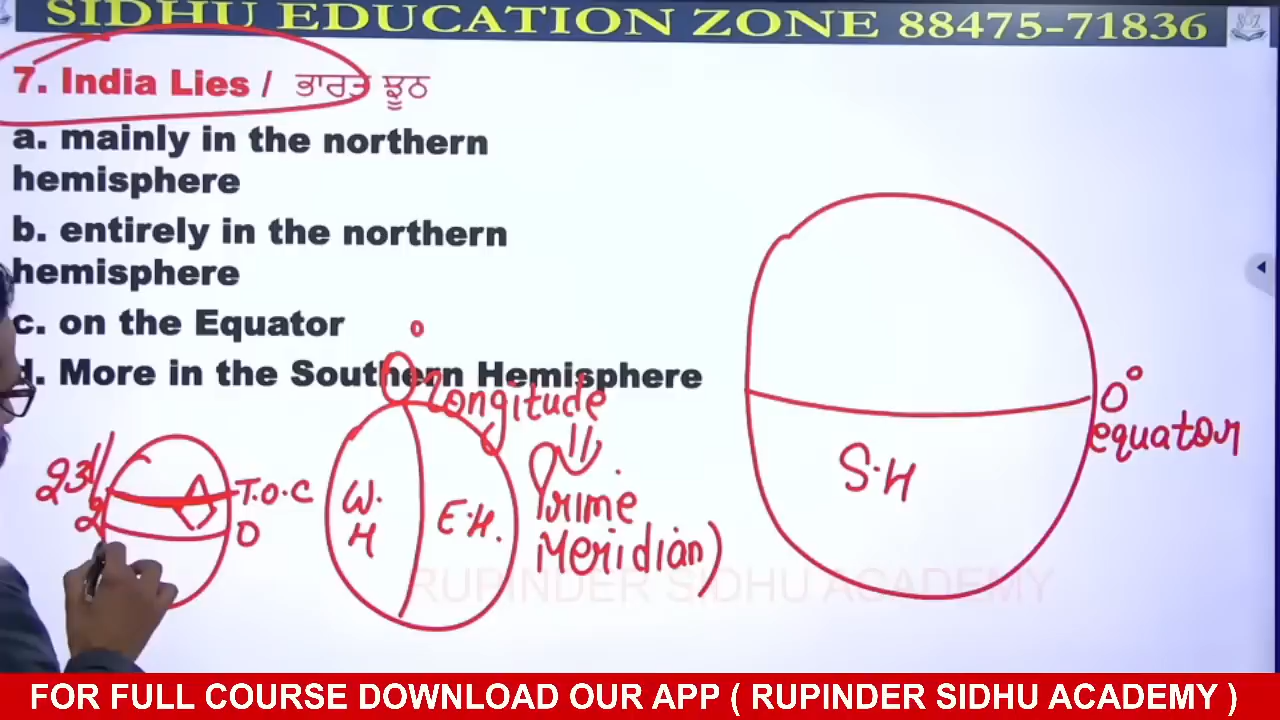 SIDHU EDUCATION ZONE 88475-71836
7. India Lies / ਭਾਰਤ ਝੂਠ
a. mainly in the northern
hemisphere
b. entirely in the northern
hemisphere
c. on the Equator
d. More in the Southern Hemisphere
0° longitude
Prime
Meridian)
W.
H
E.H.
23½
T.O.C
0
S.H
0°
equator
RUPINDER SIDHU ACADEMY
FOR FULL COURSE DOWNLOAD OUR APP ( RUPINDER SIDHU ACADEMY )